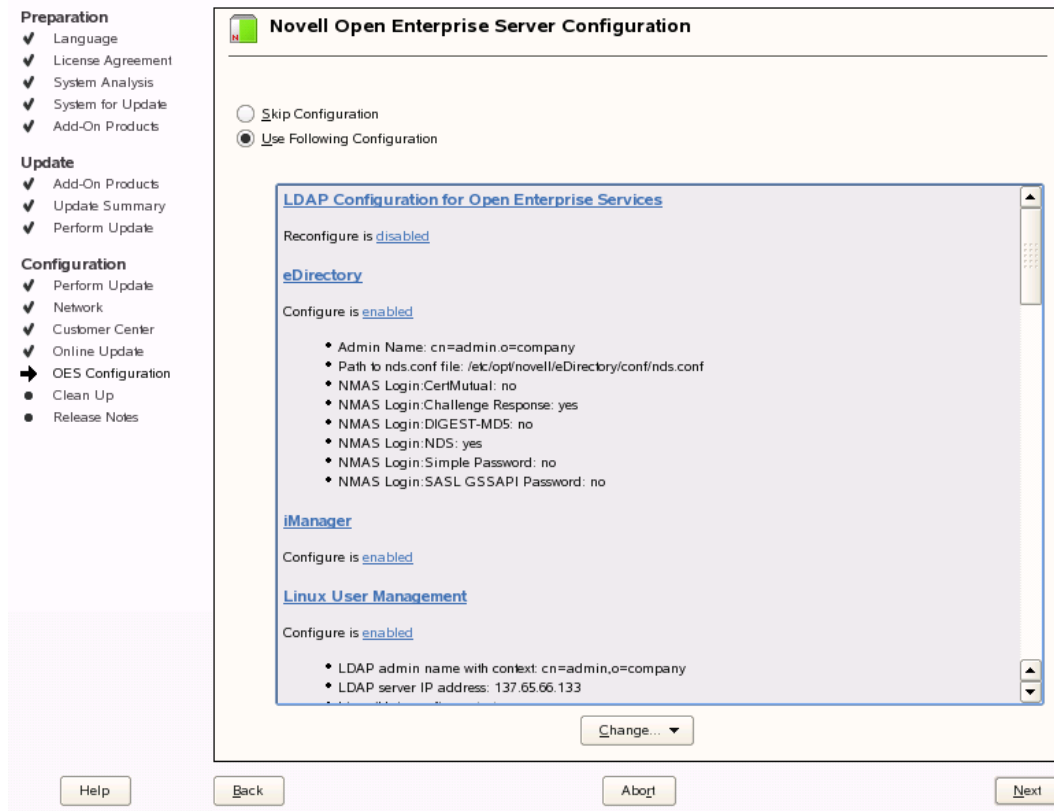 Preparation
Language
License Agreement
System Analysis
System for Update
Add-On Products
Update
Add-On Products
Update Summary
Perform Update
Configuration
Perform Update
Network
Customer Center
Online Update
OES Configuration
Clean Up
Release Notes
N
Novell Open Enterprise Server Configuration
Skip Configuration
Use Following Configuration
LDAP Configuration for Open Enterprise Services
Reconfigure is disabled
eDirectory
Configure is enabled
• Admin Name: cn=admin.o=company
• Path to nds.conf file: /etc/opt/novell/eDirectory/conf/nds.conf
• NMAS Login:CertMutual: no
• NMAS Login:Challenge Response: yes
• NMAS Login:DIGEST-MD5: no
• NMAS Login:NDS: yes
• NMAS Login:Simple Password: no
• NMAS Login:SASL GSSAPI Password: no
iManager
Configure is enabled
Linux User Management
Configure is enabled
• LDAP admin name with context: cn=admin,o=company
• LDAP server IP address: 137.65.66.133
Change...
Help
Back
Abort
Next